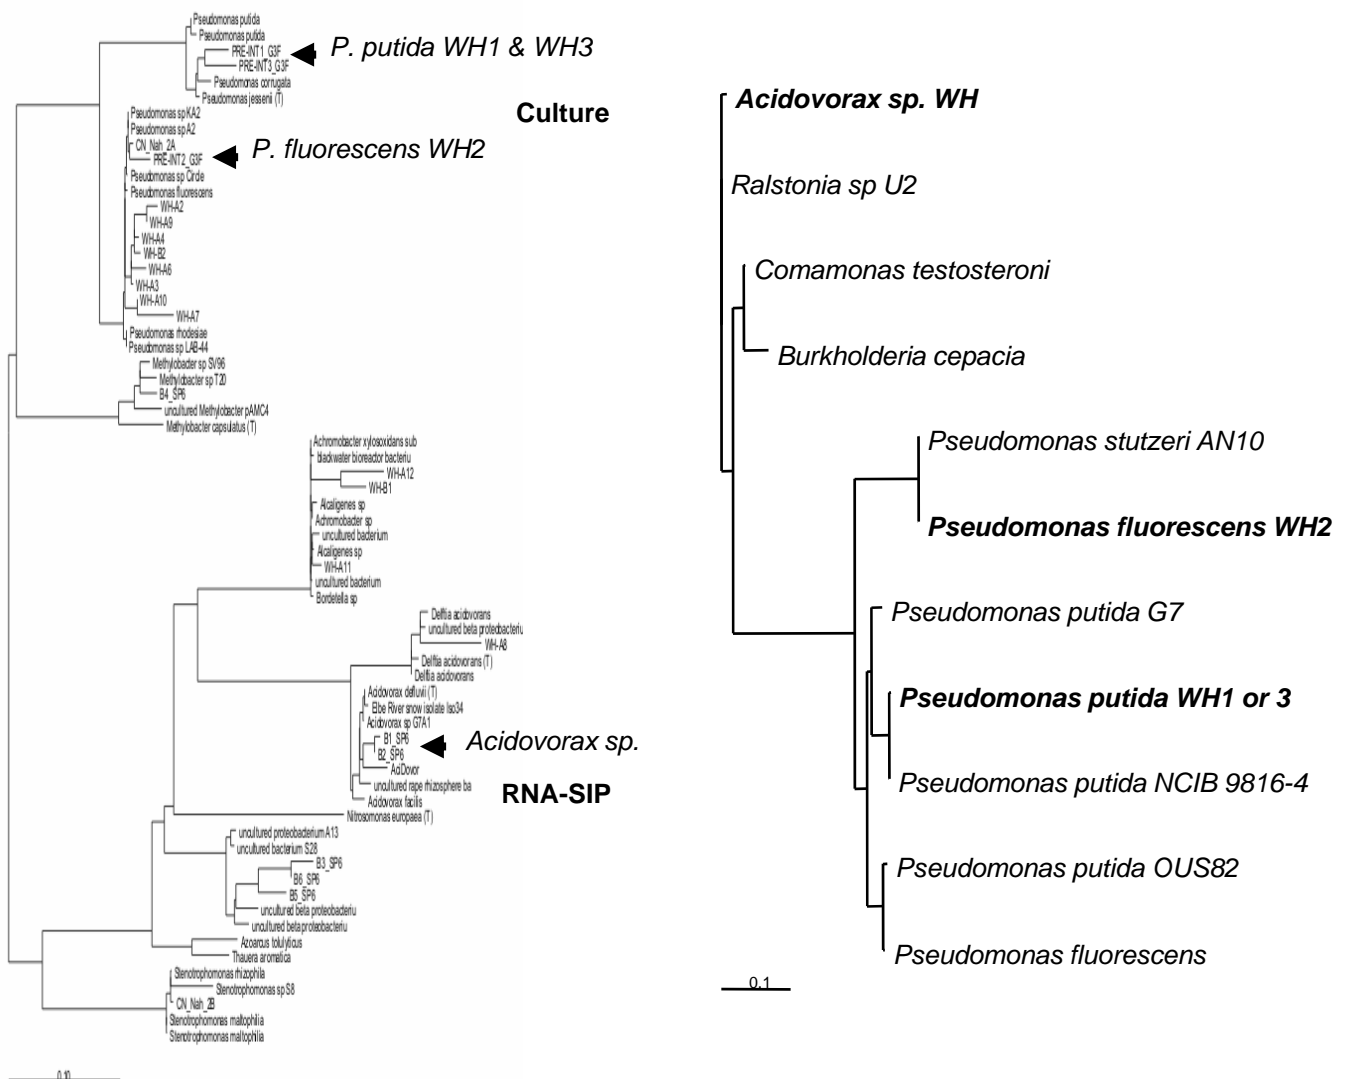 Pseudomonas putida
Pseudomonas putida
PRE-INT1_G3F
PRE-INT3_G3F
Pseudomonas corrugata
Pseudomonas jessenii (T)
P. putida WH1 & WH3
Culture
Pseudomonas sp KA2
Pseudomonas sp A2
CN_Nah_2A
PRE-INT2_G3F
P. fluorescens WH2
Pseudomonas sp Circle
Pseudomonas fluorescens
WH-A2
WH-A9
WH-A4
WH-B2
WH-A6
WH-A3
WH-A10
WH-A7
Pseudomonas rhodesiae
Pseudomonas sp LAB-44
Methylobacter sp SV96
Methylobacter sp T20
B4_SP6
uncultured Methylobacter pAMC4
Methylobacter capsulatus (T)
Achromobacter xylosoxidans sub
blackwater bioreactor bacteriu
WH-A12
WH-B1
Alcaligenes sp
Achromobacter sp
uncultured bacterium
Alcaligenes sp
WH-A11
uncultured bacterium
Bordetella sp
Delftia acidovorans
uncultured beta proteobacteriu
WH-A8
Delftia acidovorans (T)
Delftia acidovorans
Acidovorax defluvii (T)
Elbe River snow isolate Iso34
Acidovorax sp G7A1
B1_SP6
B2_SP6
Acidovorax sp.
AciDovor
uncultured rape rhizosphere ba
RNA-SIP
Acidovorax facilis
Nitrosomonas europaea (T)
uncultured proteobacterium A13
uncultured bacterium S28
B3_SP6
B6_SP6
B5_SP6
uncultured beta proteobacteriu
uncultured beta proteobacteriu
Azoarcus tolulyticus
Thauera aromatica
Stenotrophomonas rhizophila
Stenotrophomonas sp S8
CN_Nah_2B
Stenotrophomonas maltophilia
Stenotrophomonas maltophilia
0.10
Acidovorax sp. WH
Ralstonia sp U2
Comamonas testosteroni
Burkholderia cepacia
Pseudomonas stutzeri AN10
Pseudomonas fluorescens WH2
Pseudomonas putida G7
Pseudomonas putida WH1 or 3
Pseudomonas putida NCIB 9816-4
Pseudomonas putida OUS82
Pseudomonas fluorescens
0.1